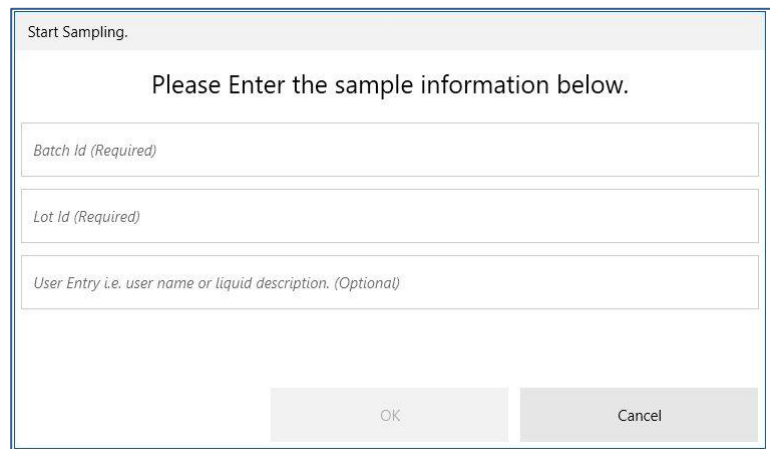 Start Sampling.
Please Enter the sample information below.
Batch Id (Required)
Lot Id (Required)
User Entry i.e. user name or liquid description. (Optional)
OK
Cancel